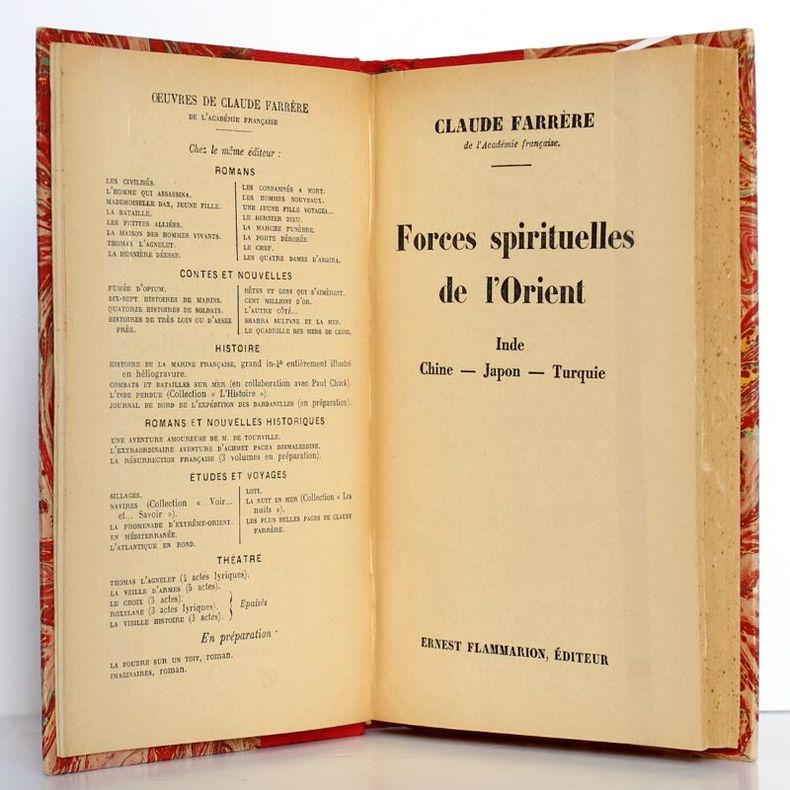 ŒUVRES DE CLAUDE FARRÈRE
DE L'ACADÉMIE FRANÇAISE
Chez le même éditeur :
ROMANS
LES CIVILISÉS.
L'HOMME QUI ASSASSINA.
MADEMOISELLE DAX, JEUNE FILLE.
LA BATAILLE.
LES PETITES ALLIÉES.
LA MAISON DES HOMMES VIVANTS.
THOMAS L'AGNELET.
LA DERNIÈRE DÉESSE.
LES CONDAMNÉS A MORT.
LES HOMMES NOUVEAUX.
UNE JEUNE FILLE VOYAGEA...
LE DERNIER DIEU.
LA MARCHE FUNÈBRE.
LA PORTE DÉROBÉE.
LE CHEF.
LES QUATRE DAMES D'ANGORA.
CONTES ET NOUVELLES
FUMÉE D'OPIUM.
DIX-SEPT HISTOIRES DE MARINS.
QUATORZE HISTOIRES DE SOLDATS.
HISTOIRES DE TRÈS LOIN OU D'ASSEZ
PRÈS.
BÊTES ET GENS QUI S'AIMÈRENT.
CENT MILLIONS D'OR.
L'AUTRE CÔTÉ...
SHAHRA SULTANE ET LA MER.
LE QUADRILLE DES MERS DE CHINE.
HISTOIRE
HISTOIRE DE LA MARINE FRANÇAISE, grand in-4° entièrement illustré
en héliogravure.
COMBATS ET BATAILLES SUR MER (en collaboration avec Paul Chack).
L'INDE PERDUE (Collection « L'Histoire »).
JOURNAL DE BORD DE L'EXPÉDITION DES DARDANELLES (en préparation).
ROMANS ET NOUVELLES HISTORIQUES
UNE AVENTURE AMOUREUSE DE M. DE TOURVILLE.
L'EXTRAORDINAIRE AVENTURE D'ACHMET PACHA DJEMALEDDINE.
LA RÉSURRECTION FRANÇAISE (3 volumes en préparation).
ÉTUDES ET VOYAGES
SILLAGES.
NAVIRES (Collection « Voir...
et... Savoir »).
LA PROMENADE D'EXTRÊME-ORIENT.
EN MÉDITERRANÉE.
L'ATLANTIQUE EN ROND.
LOTI.
LA NUIT EN MER (Collection « Les
nuits »).
LES PLUS BELLES PAGES DE CLAUDE
FARRÈRE.
THÉATRE
THOMAS L'AGNELET (4 actes lyriques).
LA VEILLE D'ARMES (5 actes).
LE CHOIX (3 actes).
ROXELANE (3 actes lyriques).
LA VIEILLE HISTOIRE (3 actes).
Epuisés
En préparation :
LA POUDRE SUR UN TOIT, roman.
IMAGINAIRES, roman.
CLAUDE FARRÈRE
de l'Académie française.
Forces spirituelles
de l'Orient
Inde
Chine — Japon — Turquie
ERNEST FLAMMARION, ÉDITEUR